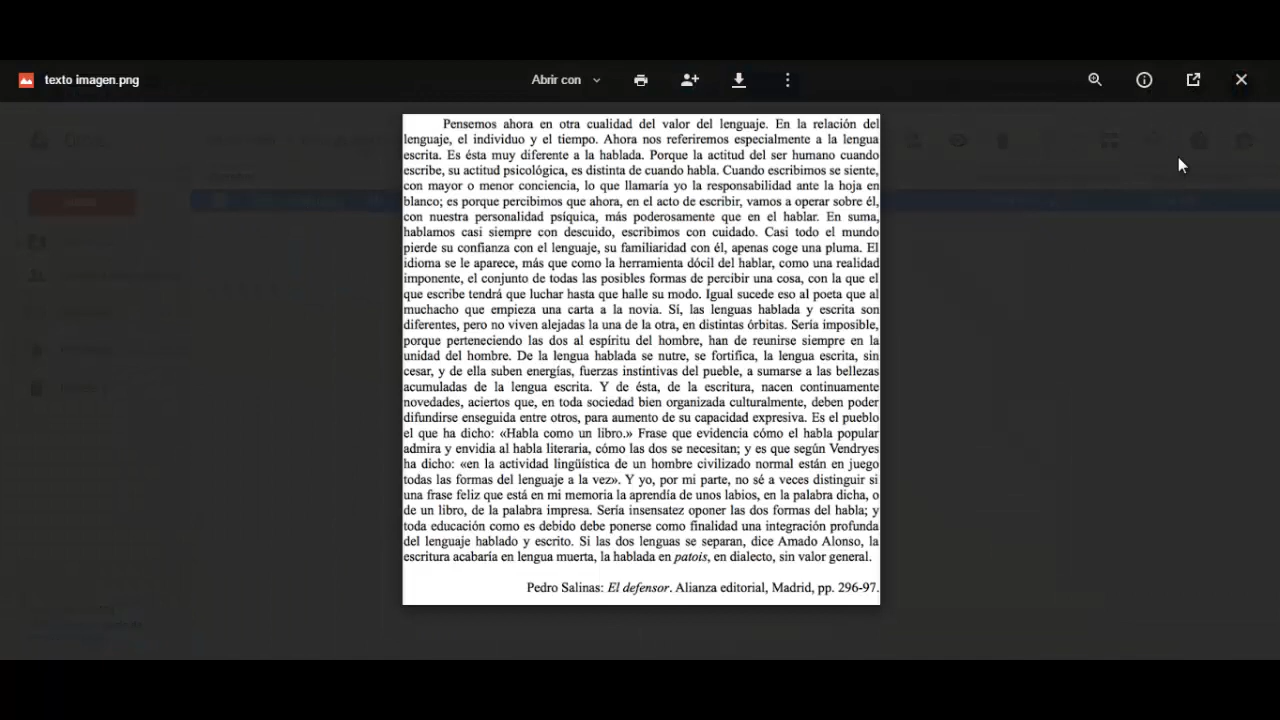 texto imagen.png
Abrir con
Pensemos ahora en otra cualidad del valor del lenguaje. En la relación del
lenguaje, el individuo y el tiempo. Ahora nos referiremos especialmente a la lengua
escrita. Es ésta muy diferente a la hablada. Porque la actitud del ser humano cuando
escribe, su actitud psicológica, es distinta de cuando habla. Cuando escribimos se siente,
con mayor o menor conciencia, lo que llamaría yo la responsabilidad ante la hoja en
blanco; es porque percibimos que ahora, en el acto de escribir, vamos a operar sobre él,
con nuestra personalidad psíquica, más poderosamente que en el hablar. En suma,
hablamos casi siempre con descuido, escribimos con cuidado. Casi todo el mundo
pierde su confianza con el lenguaje, su familiaridad con él, apenas coge una pluma. El
idioma se le aparece, más que como la herramienta dócil del hablar, como una realidad
imponente, el conjunto de todas las posibles formas de percibir una cosa, con la que el
que escribe tendrá que luchar hasta que halle su modo. Igual sucede eso al poeta que al
muchacho que empieza una carta a la novia. Sí, las lenguas hablada y escrita son
diferentes, pero no viven alejadas la una de la otra, en distintas órbitas. Sería imposible,
porque perteneciendo las dos al espíritu del hombre, han de reunirse siempre en la
unidad del hombre. De la lengua hablada se nutre, se fortifica, la lengua escrita, sin
cesar, y de ella suben energías, fuerzas instintivas del pueble, a sumarse a las bellezas
acumuladas de la lengua escrita. Y de ésta, de la escritura, nacen continuamente
novedades, aciertos que, en toda sociedad bien organizada culturalmente, deben poder
difundirse enseguida entre otros, para aumento de su capacidad expresiva. Es el pueblo
el que ha dicho: «Habla como un libro.» Frase que evidencia cómo el habla popular
admira y envidia al habla literaria, cómo las dos se necesitan; y es que según Vendryes
ha dicho: «en la actividad lingüística de un hombre civilizado normal están en juego
todas las formas del lenguaje a la vez». Y yo, por mi parte, no sé a veces distinguir si
una frase feliz que está en mi memoria la aprendía de unos labios, en la palabra dicha, o
de un libro, de la palabra impresa. Sería insensatez oponer las dos formas del habla; y
toda educación como es debido debe ponerse como finalidad una integración profunda
del lenguaje hablado y escrito. Si las dos lenguas se separan, dice Amado Alonso, la
escritura acabaría en lengua muerta, la hablada en patois, en dialecto, sin valor general.
Pedro Salinas: El defensor. Alianza editorial, Madrid, pp. 296-97.